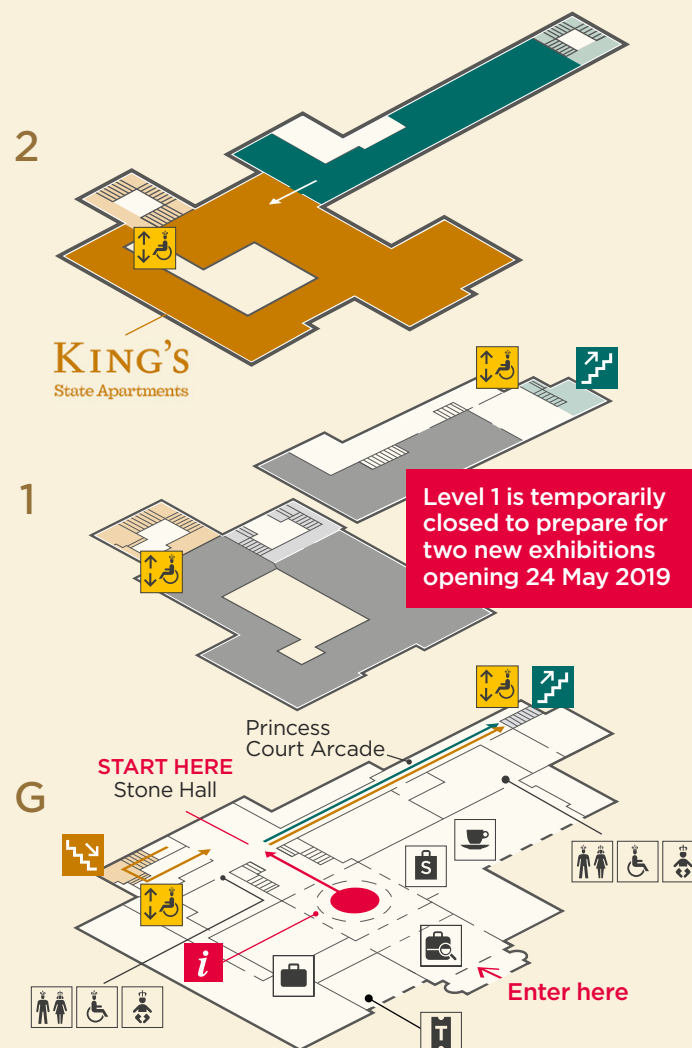 2
KING'S
State Apartments
1
Level 1 is temporarily
closed to prepare for
two new exhibitions
opening 24 May 2019
Princess
Court Arcade
START HERE
Stone Hall
G
S
i
Enter here
T